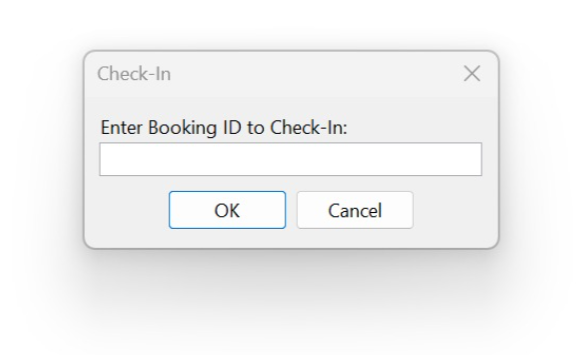 Check-In
Enter Booking ID to Check-In:
OK
Cancel